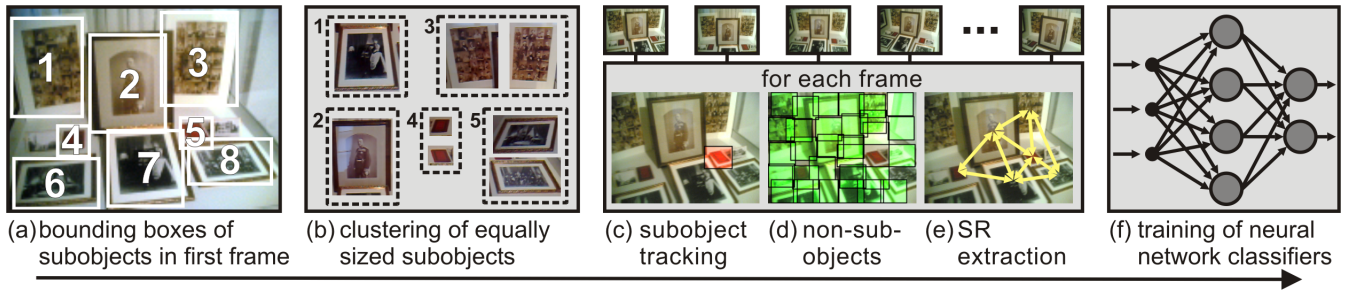 1
2
3
4
5
6
7
8
(a) bounding boxes of
subobjects in first frame
1
3
2
4
5
(b) clustering of equally
sized subobjects
for each frame
(c) subobject
tracking
(d) non-sub-
objects
(e) SR
extraction
(f) training of neural
network classifiers